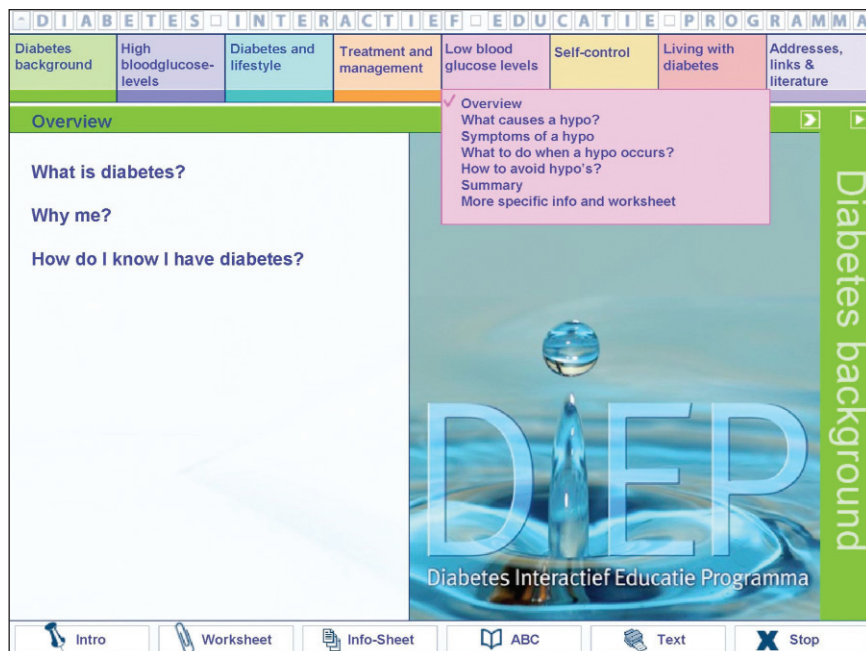 DIABETES INTERACTIEF EDUCATIE PROGRAMMA
Diabetes background
High bloodglucose-levels
Diabetes and lifestyle
Treatment and management
Low blood glucose levels
Self-control
Living with diabetes
Addresses, links & literature
Overview
What causes a hypo?
Symptoms of a hypo
What to do when a hypo occurs?
How to avoid hypo's?
Summary
More specific info and worksheet
Overview
What is diabetes?
Why me?
How do I know I have diabetes?
DIEP
Diabetes Interactief Educatie Programma
Diabetes background
Intro
Worksheet
Info-Sheet
ABC
Text
Stop